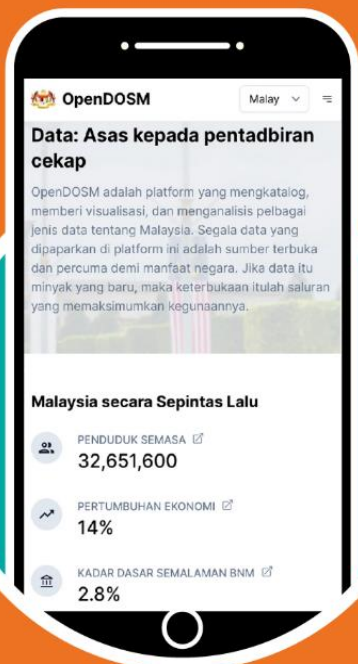 OpenDOSM
Malay
Data: Asas kepada pentadbiran
cekap
OpenDOSM adalah platform yang mengkatalog,
memberi visualisasi, dan menganalisis pelbagai
jenis data tentang Malaysia. Segala data yang
dipaparkan di platform ini adalah sumber terbuka
dan percuma demi manfaat negara. Jika data itu
minyak yang baru, maka keterbukaan itulah saluran
yang memaksimumkan kegunaannya.
Malaysia secara Sepintas Lalu
PENDUDUK SEMASA
32,651,600
PERTUMBUHAN EKONOMI
14%
KADAR DASAR SEMALAMAN BNM
2.8%